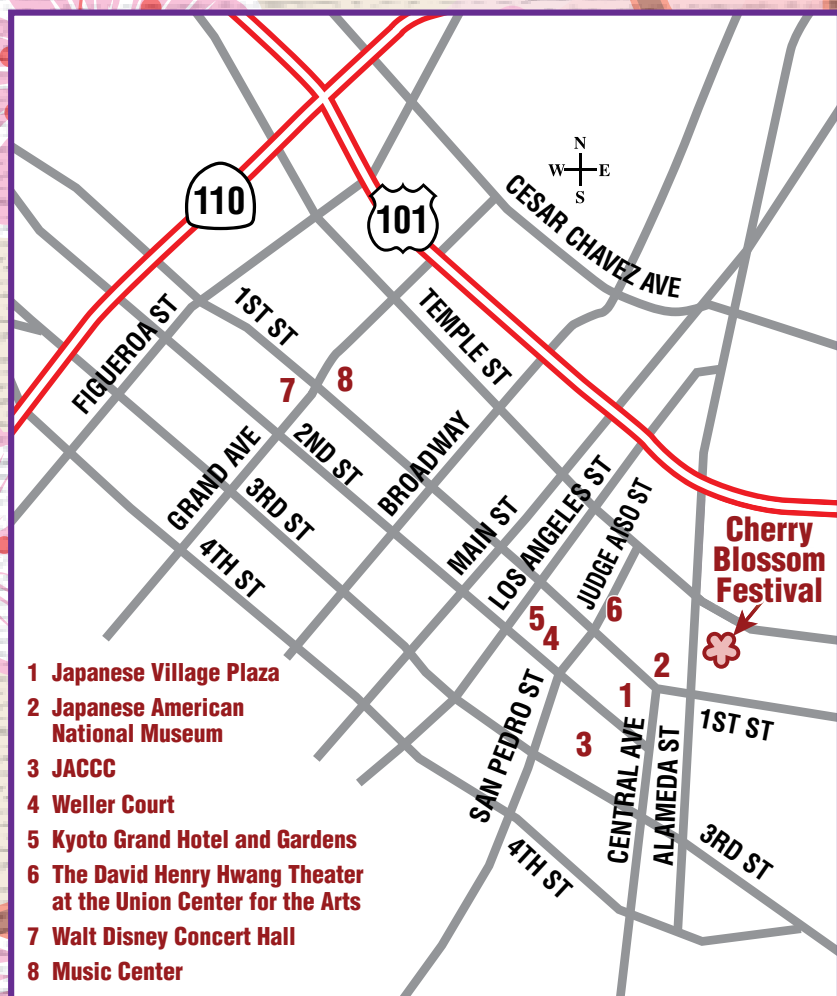 110
101
N
W E
S
CESAR CHAVEZ AVE
FIGUEROA ST
1ST ST
TEMPLE ST
7
8
GRAND AVE
2ND ST
BROADWAY
3RD ST
4TH ST
MAIN ST
LOS ANGELES ST
JUDGE AISO ST
Cherry
Blossom
Festival
5
4
6
2
1
3
SAN PEDRO ST
CENTRAL AVE
ALAMEDA ST
1ST ST
3RD ST
4TH ST
1 Japanese Village Plaza
2 Japanese American
National Museum
3 JACCC
4 Weller Court
5 Kyoto Grand Hotel and Gardens
6 The David Henry Hwang Theater
at the Union Center for the Arts
7 Walt Disney Concert Hall
8 Music Center